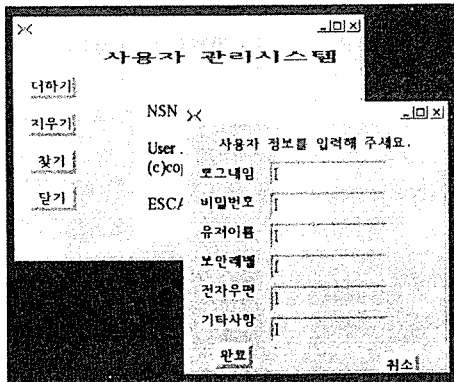 사용자 관리시스템
더하기
지우기
찾기
닫기
NSN
User
(c)cop
ESCA
사용자 정보를 입력해 주세요.
로그네임
비밀번호
유저이름
보안레벨
전자우편
기타사항
완료
취소